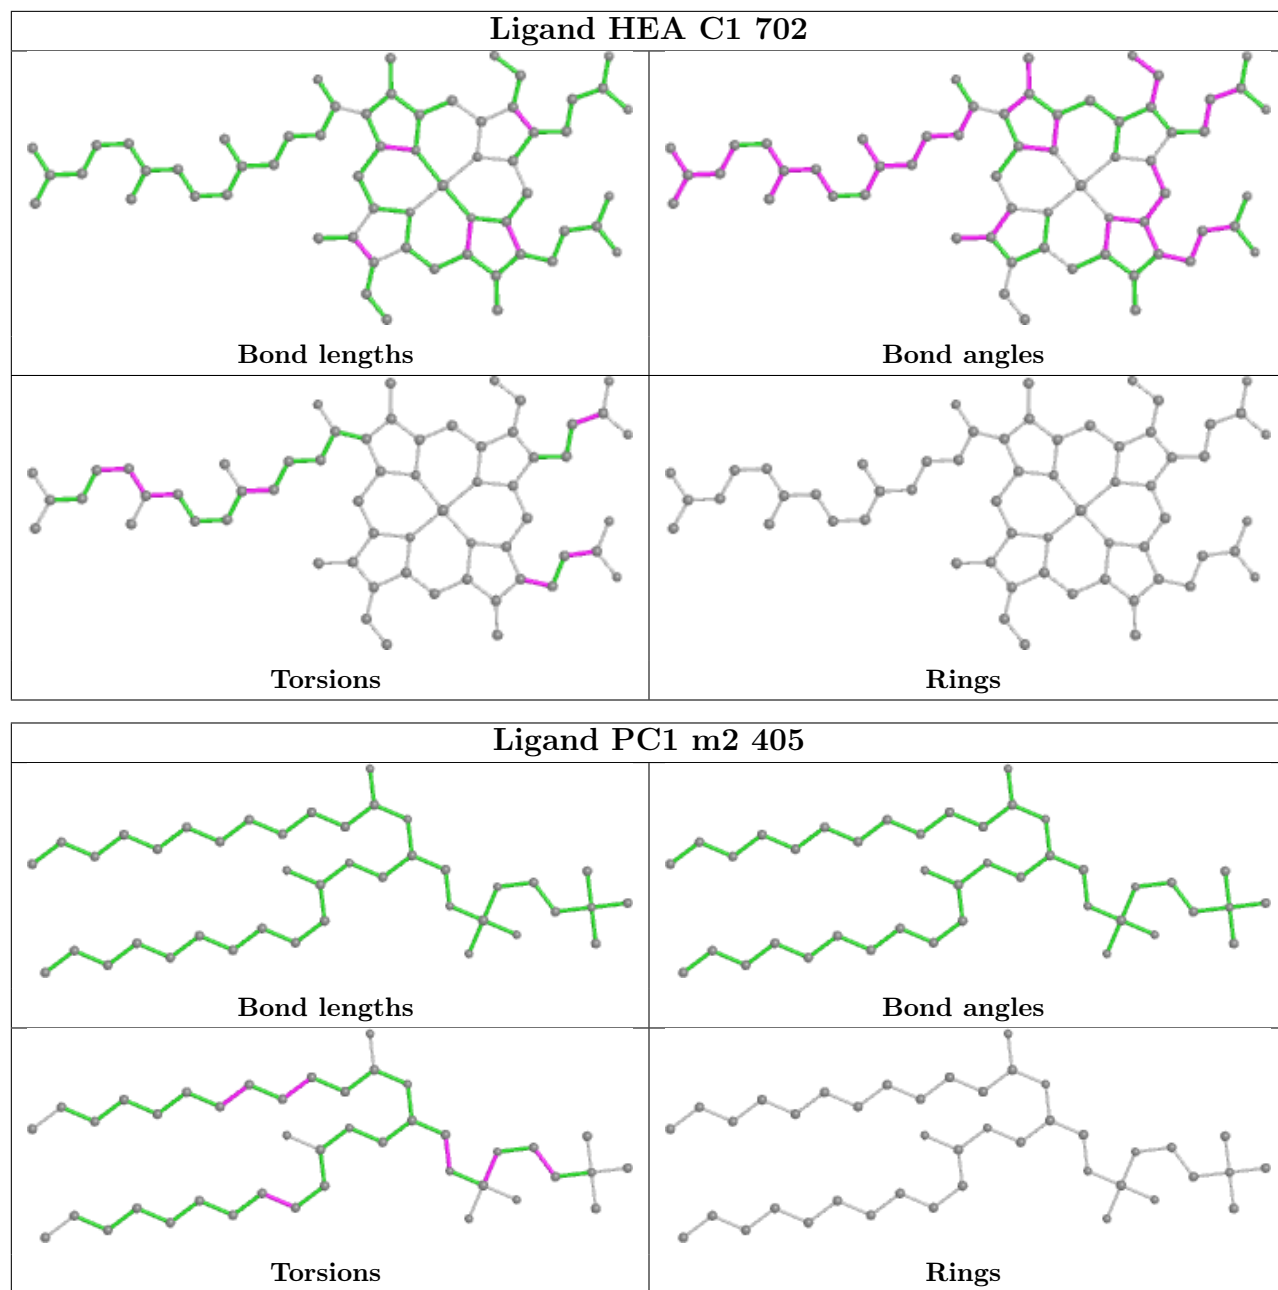 Ligand HEA C1 702
Bond lengths
Bond angles
Torsions
Rings
Ligand PC1 m2 405
Bond lengths
Bond angles
Torsions
Rings